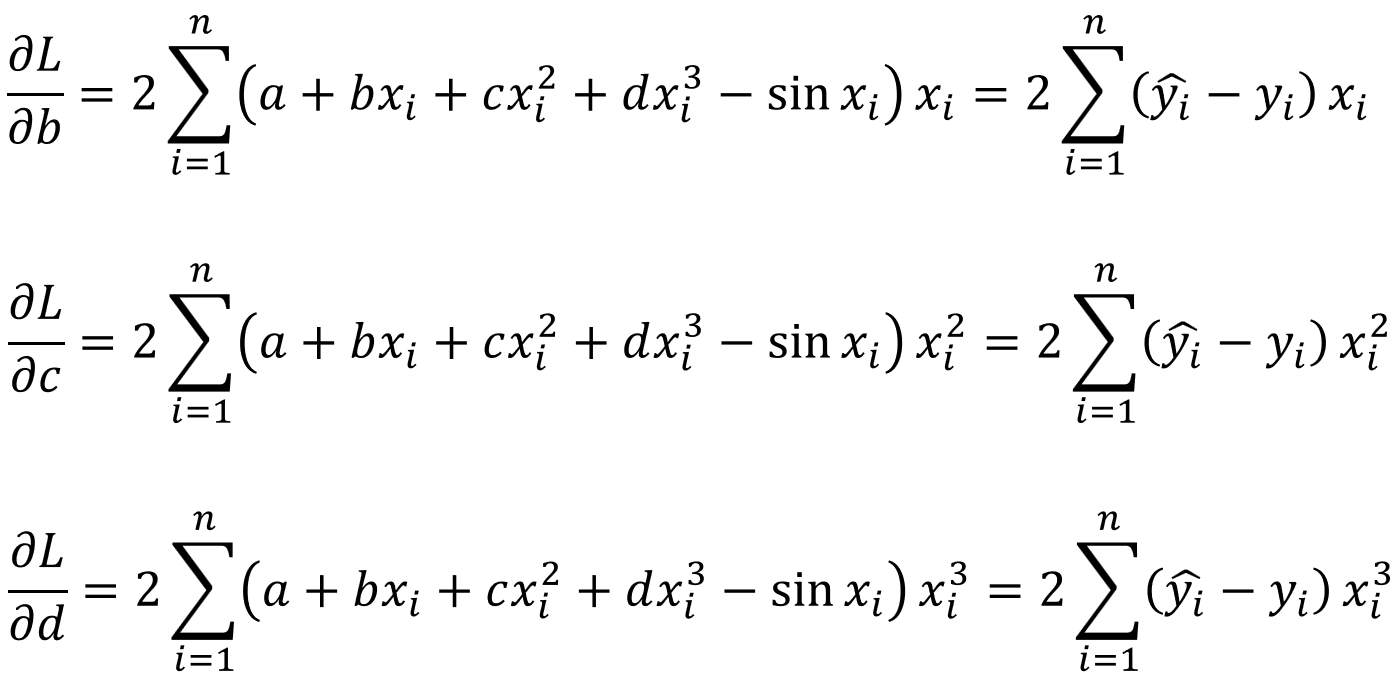 ∂L/∂b = 2 ∑_{i=1}^{n} (a + bx_i + cx_i^2 + dx_i^3 − sin x_i) x_i = 2 ∑_{i=1}^{n} (ŷ_i − y_i) x_i
∂L/∂c = 2 ∑_{i=1}^{n} (a + bx_i + cx_i^2 + dx_i^3 − sin x_i) x_i^2 = 2 ∑_{i=1}^{n} (ŷ_i − y_i) x_i^2
∂L/∂d = 2 ∑_{i=1}^{n} (a + bx_i + cx_i^2 + dx_i^3 − sin x_i) x_i^3 = 2 ∑_{i=1}^{n} (ŷ_i − y_i) x_i^3